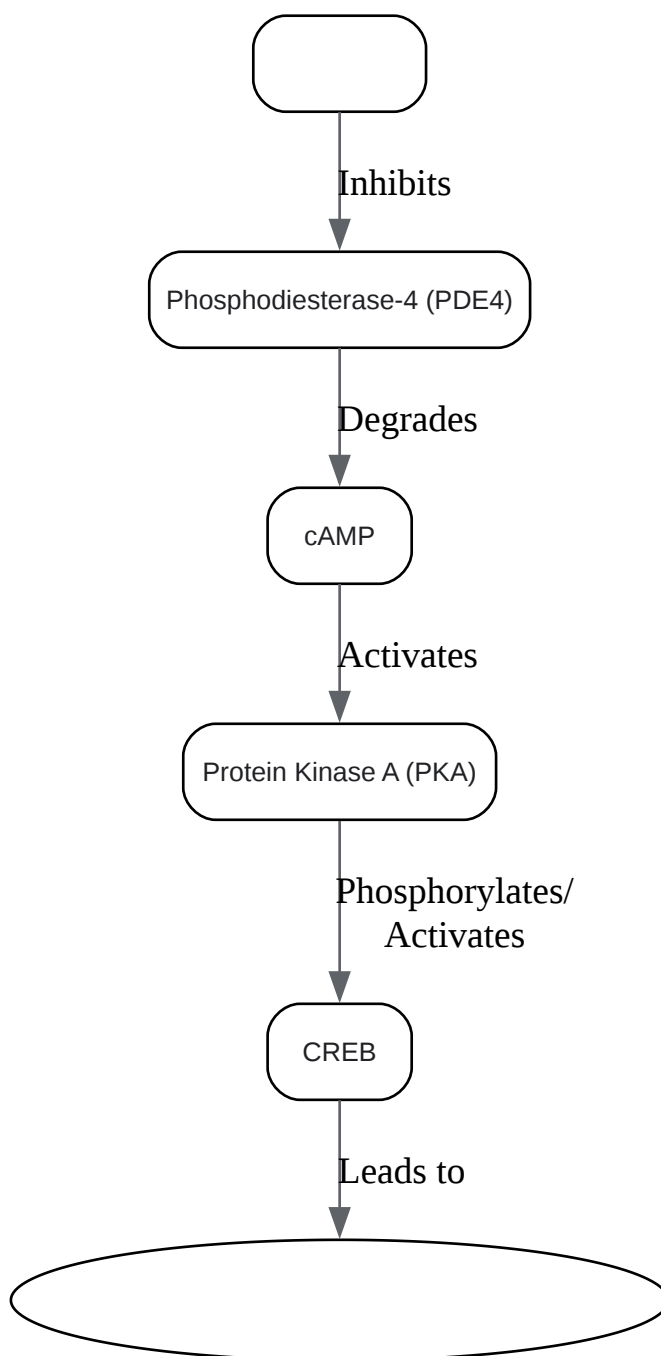 Inhibits
Phosphodiesterase-4 (PDE4)
Degrades
cAMP
Activates
Protein Kinase A (PKA)
Phosphorylates/
Activates
CREB
Leads to